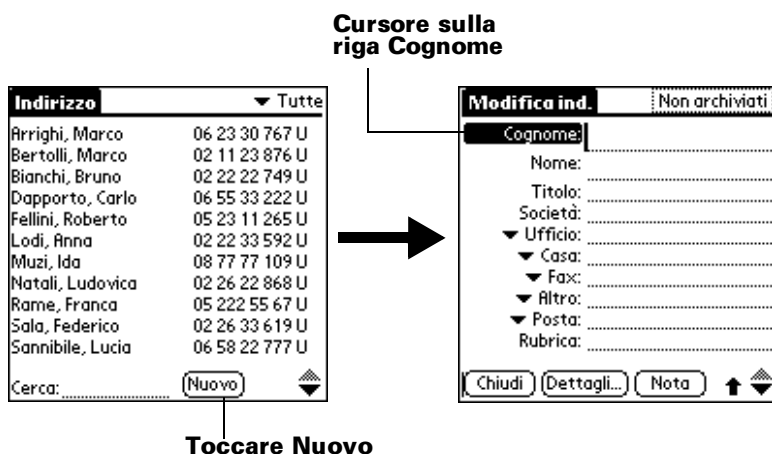 Cursore sulla
riga Cognome
Indirizzo Tutte
Arrighi, Marco 06 23 30 767 U
Bertolli, Marco 02 11 23 876 U
Bianchi, Bruno 02 22 22 749 U
Dapporto, Carlo 06 55 33 222 U
Fellini, Roberto 05 23 11 265 U
Lodi, Anna 02 22 33 592 U
Muzi, Ida 08 77 77 109 U
Natali, Ludovica 02 26 22 868 U
Rame, Franca 05 222 55 67 U
Sala, Federico 02 26 33 619 U
Sannibile, Lucia 06 58 22 777 U
Cerca: Nuovo
Toccare Nuovo
Modifica ind. Non archiviati
Cognome:
Nome:
Titolo:
Società:
Ufficio:
Casa:
Fax:
Altro:
Posta:
Rubrica:
Chiudi Dettagli... Nota